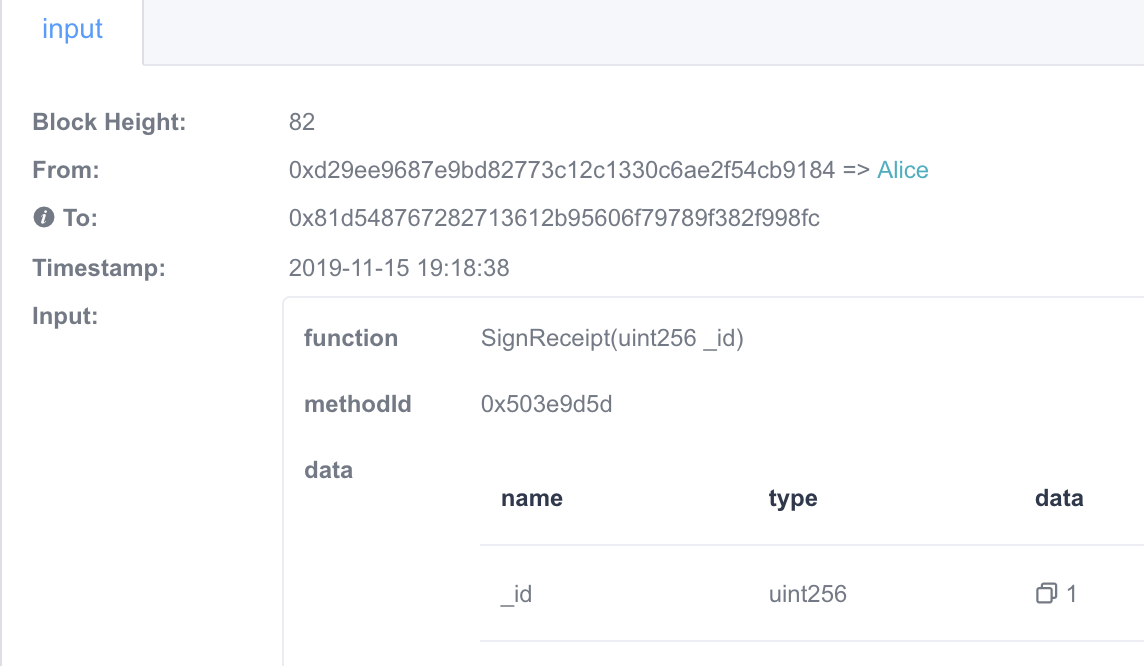 input
Block Height: 82
From: 0xd29ee9687e9bd82773c12c1330c6ae2f54cb9184 => Alice
i To: 0x81d548767282713612b95606f79789f382f998fc
Timestamp: 2019-11-15 19:18:38
Input:
function SignReceipt(uint256 _id)
methodId 0x503e9d5d
data
name type data
_id uint256 1